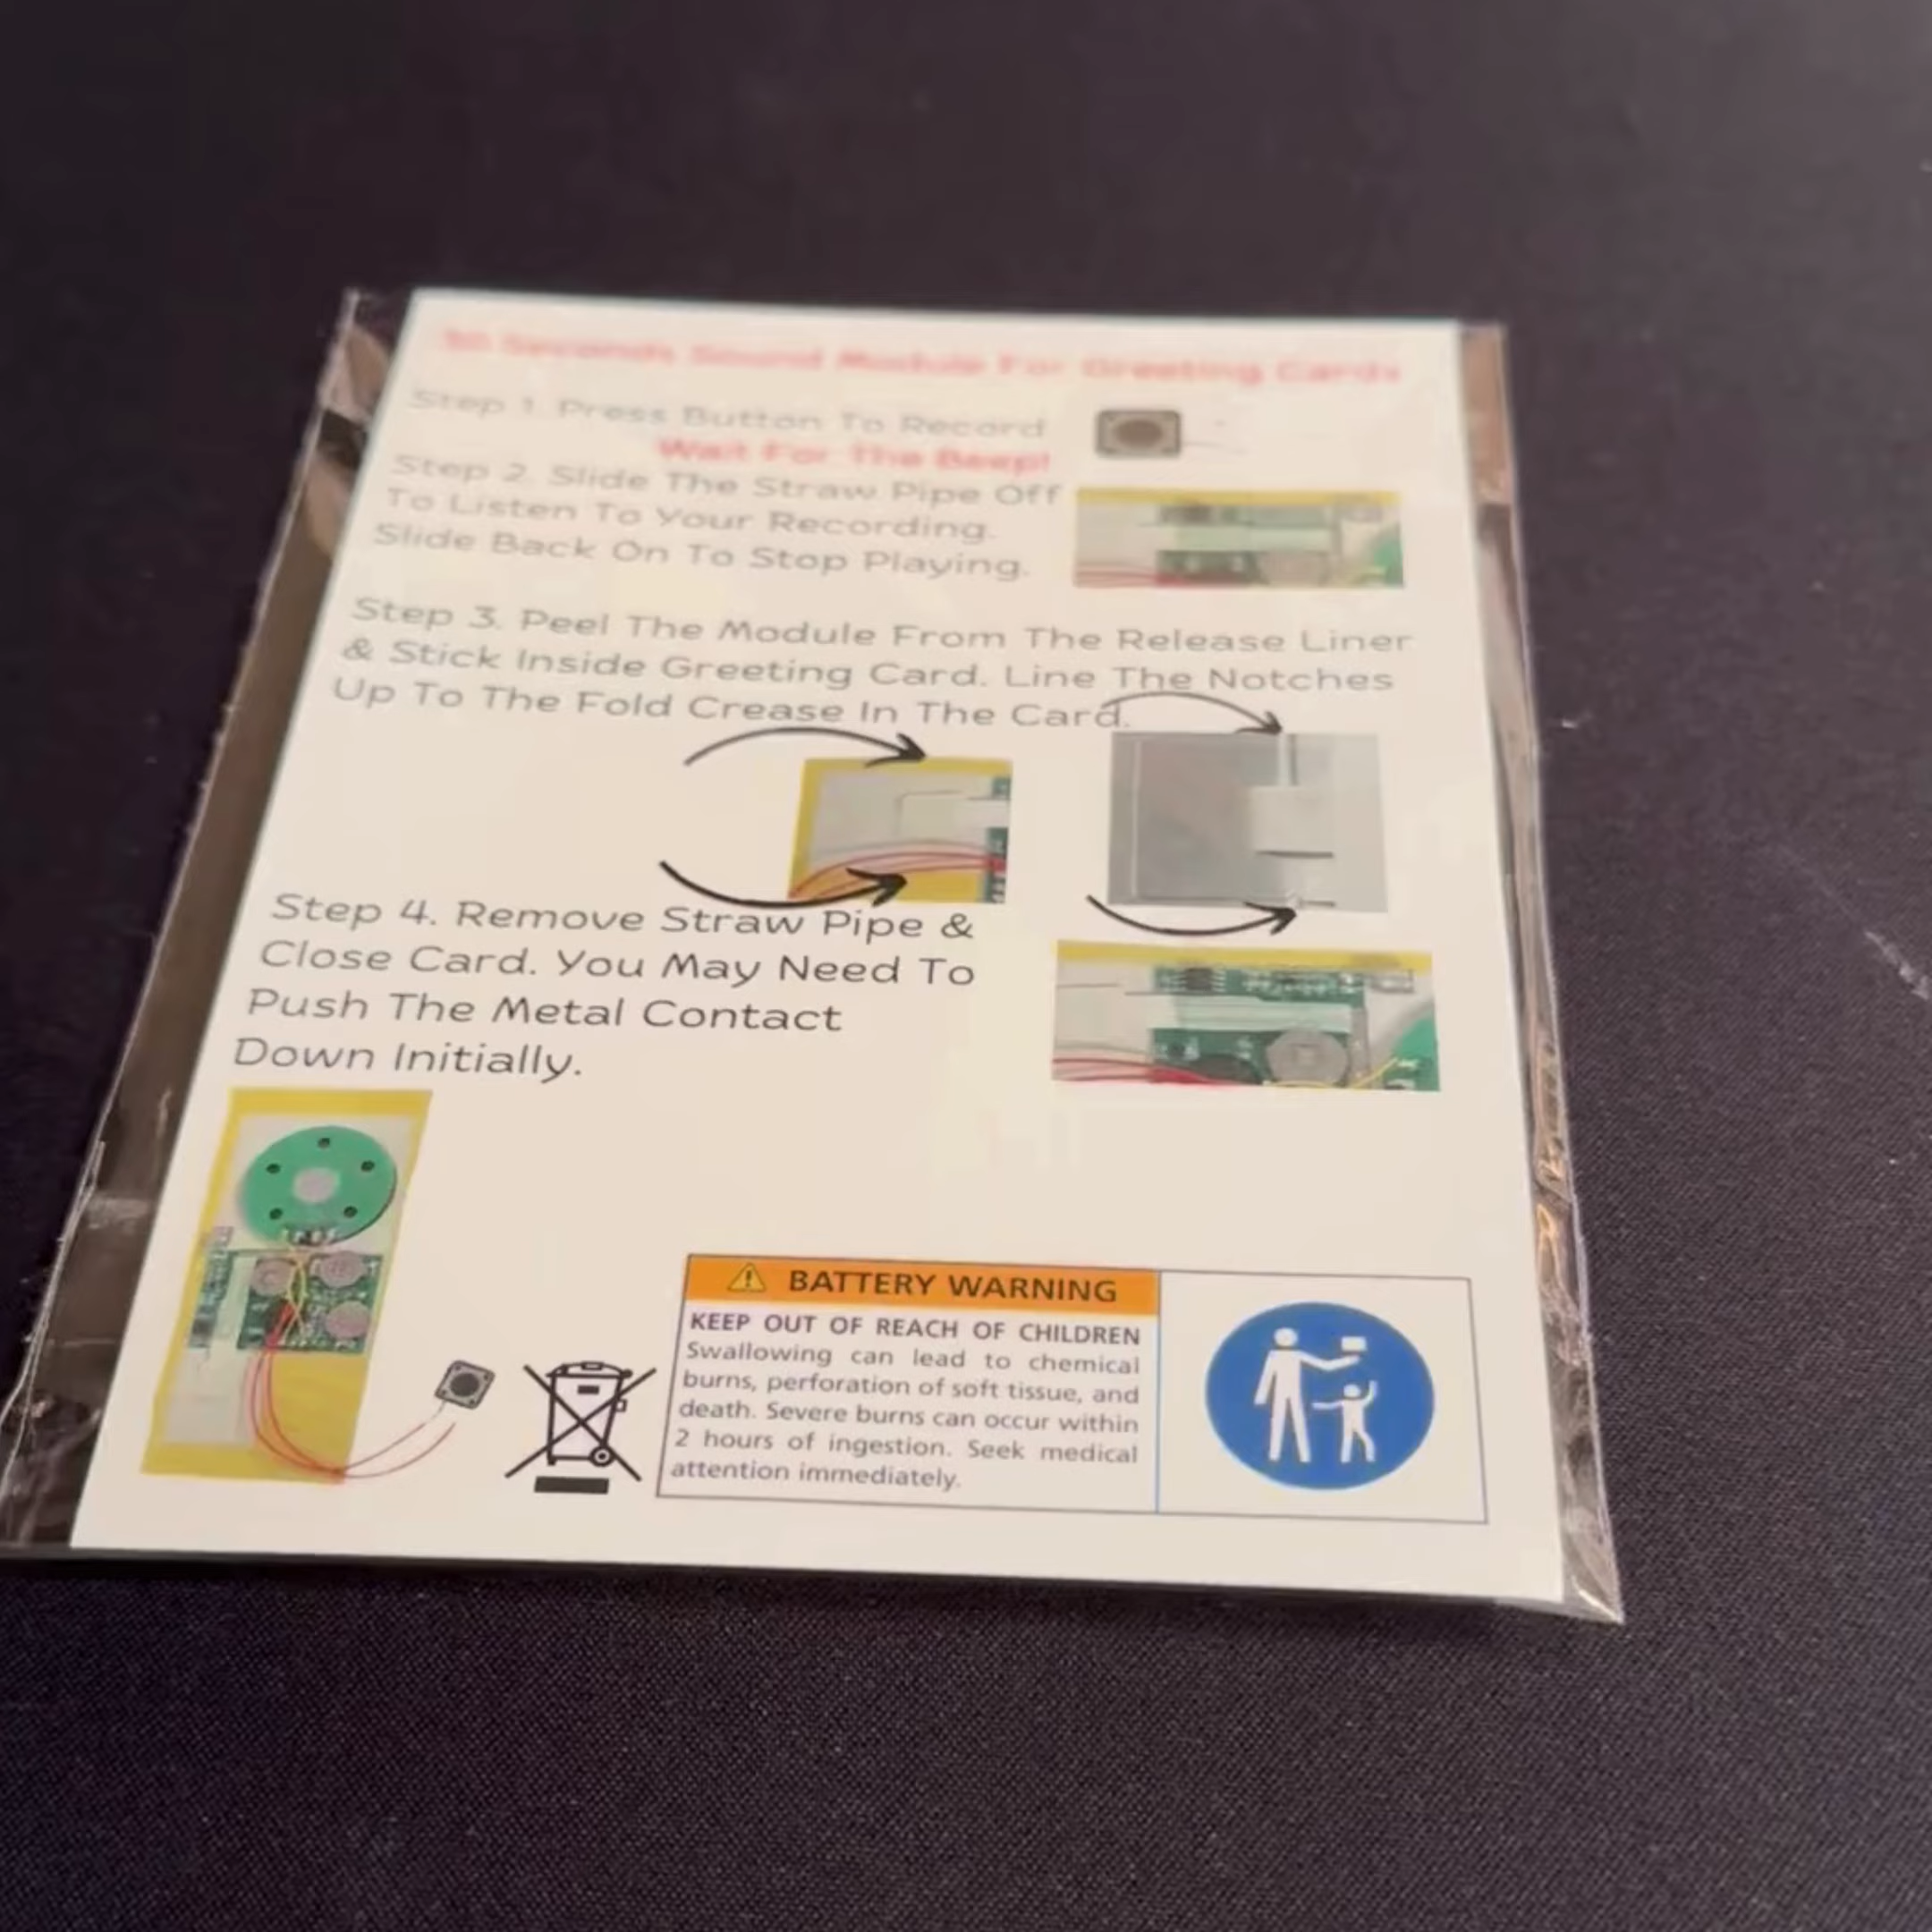 Seconds Sound Module For Greeting Cards
Step 1. Press Button To Record
Wait For The Beep!
Step 2. Slide The Straw Pipe Off
To Listen To Your Recording.
Slide Back On To Stop Playing.
Step 3. Peel The Module From The Release Liner
& Stick Inside Greeting Card. Line The Notches
Up To The Fold Crease In The Card.
Step 4. Remove Straw Pipe &
Close Card. You May Need To
Push The Metal Contact
Down Initially.
BATTERY WARNING
KEEP OUT OF REACH OF CHILDREN
Swallowing can lead to chemical
burns, perforation of soft tissue, and
death. Severe burns can occur within
2 hours of ingestion. Seek medical
attention immediately.